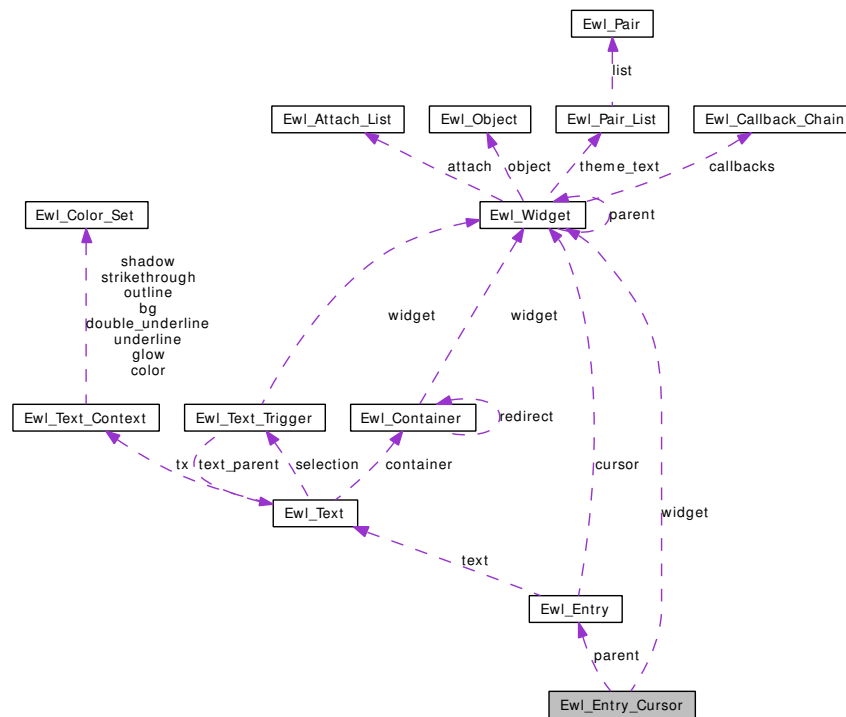 Ewl_Pair
list
Ewl_Attach_List
Ewl_Object
Ewl_Pair_List
Ewl_Callback_Chain
attach
object
theme_text
callbacks
Ewl_Color_Set
Ewl_Widget
parent
shadow
strikethrough
outline
bg
double_underline
underline
glow
color
widget
widget
Ewl_Text_Context
Ewl_Text_Trigger
Ewl_Container
redirect
tx
text_parent
selection
container
cursor
Ewl_Text
widget
text
Ewl_Entry
parent
Ewl_Entry_Cursor